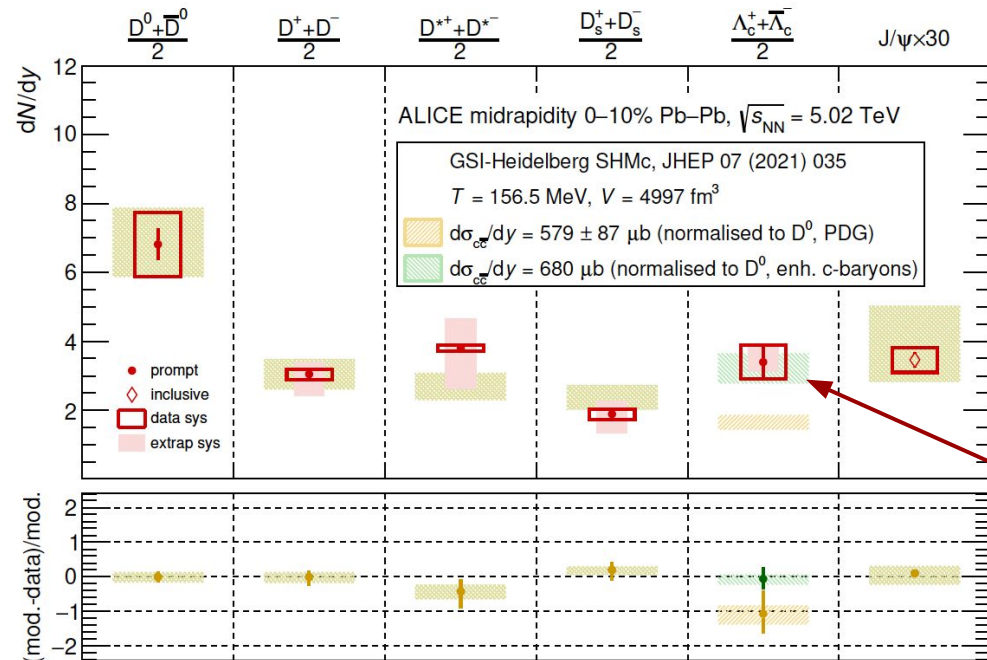 D⁰+D̅⁰/2 D⁺+D⁻/2 D*⁺+D*⁻/2 Dₛ⁺+Dₛ⁻/2 Λ_c⁺+Λ̅_c⁻/2 J/ψ×30
dN/dy
12
10
8
6
4
2
ALICE midrapidity 0–10% Pb–Pb, √s_NN = 5.02 TeV
GSI-Heidelberg SHMc, JHEP 07 (2021) 035
T = 156.5 MeV, V = 4997 fm³
dσ_cc̅/dy = 579 ± 87 μb (normalised to D⁰, PDG)
dσ_cc̅/dy = 680 μb (normalised to D⁰, enh. c-baryons)
prompt
inclusive
data sys
extrap sys
(mod.-data)/mod.
2
1
0
−1
−2